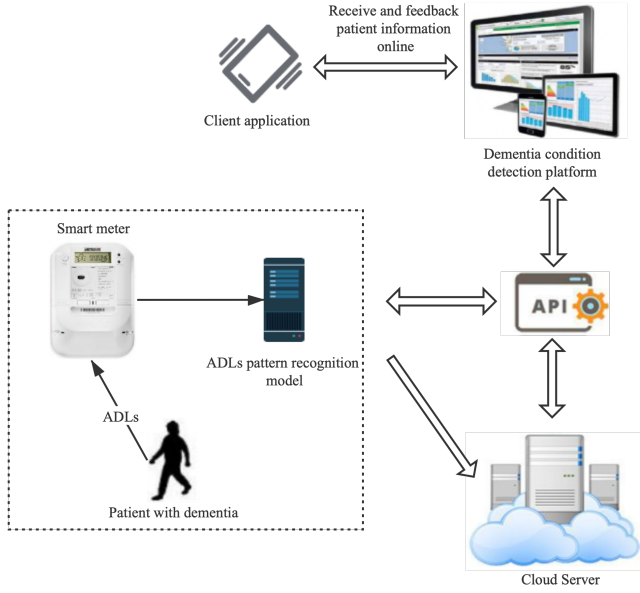 Receive and feedback
patient information
online
Client application
Dementia condition
detection platform
Smart meter
ADLs pattern recognition
model
API
ADLs
Patient with dementia
Cloud Server